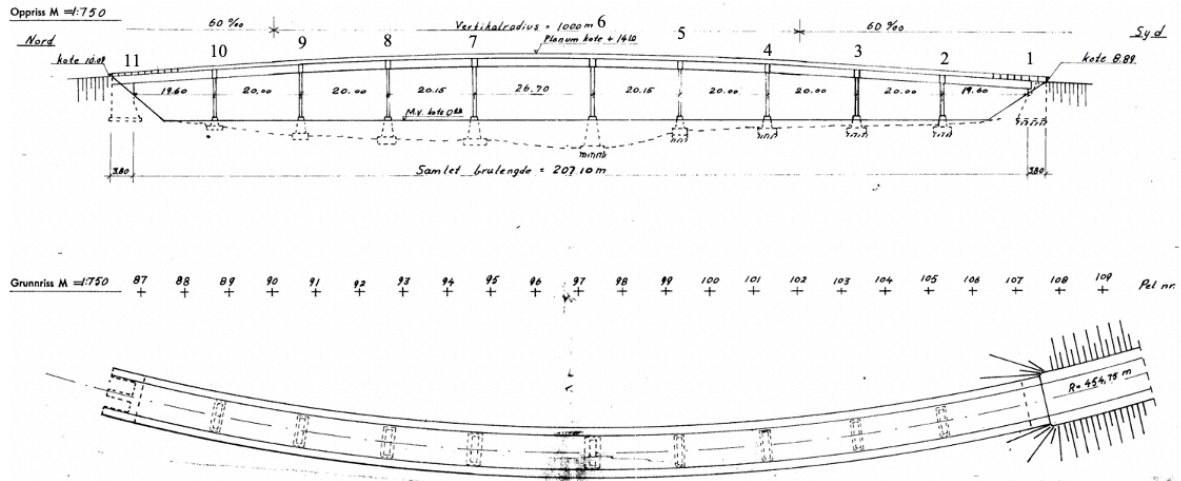 Oppriss M = 1:750
60 ‰
Vertikalradius = 1000 m
60 ‰
Nord
Planum kote + 14.10
Syd
kote 10.09
11 10 9 8 7 6 5 4 3 2 1
kote 8.89
19.60 20.00 20.00 20.15 26.70 20.15 20.00 20.00 20.00 19.60
M.V. kote 0.88
3.80 Samlet brulengde = 207.10 m 3.80
Grunnriss M = 1:750 87 88 89 90 91 92 93 94 95 96 97 98 99 100 101 102 103 104 105 106 107 108 109 Pel nr.
R= 454,75 m